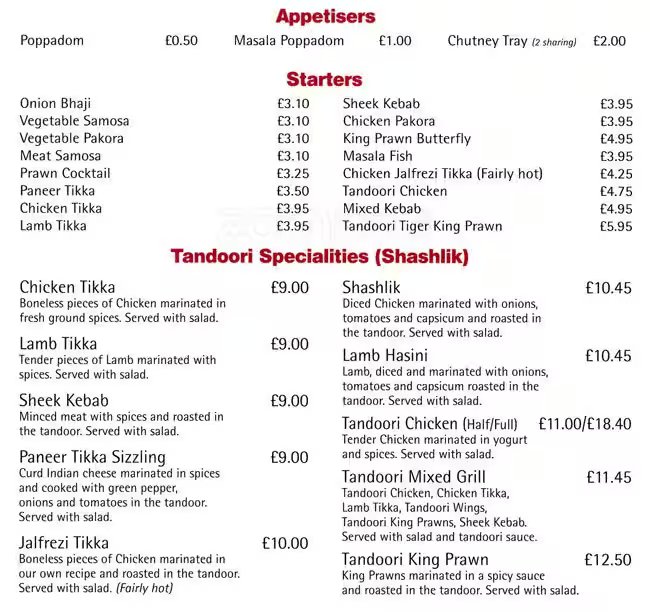 Appetisers
Poppadom £0.50 Masala Poppadom £1.00 Chutney Tray (2 sharing) £2.00
Starters
Onion Bhaji £3.10
Vegetable Samosa £3.10
Vegetable Pakora £3.10
Meat Samosa £3.10
Prawn Cocktail £3.25
Paneer Tikka £3.50
Chicken Tikka £3.95
Lamb Tikka £3.95
Sheek Kebab £3.95
Chicken Pakora £3.95
King Prawn Butterfly £4.95
Masala Fish £3.95
Chicken Jalfrezi Tikka (Fairly hot) £4.25
Tandoori Chicken £4.75
Mixed Kebab £4.95
Tandoori Tiger King Prawn £5.95
Tandoori Specialities (Shashlik)
Chicken Tikka £9.00
Boneless pieces of Chicken marinated in
fresh ground spices. Served with salad.
Lamb Tikka £9.00
Tender pieces of Lamb marinated with
spices. Served with salad.
Sheek Kebab £9.00
Minced meat with spices and roasted in
the tandoor. Served with salad.
Paneer Tikka Sizzling £9.00
Curd Indian cheese marinated in spices
and cooked with green pepper,
onions and tomatoes in the tandoor.
Served with salad.
Jalfrezi Tikka £10.00
Boneless pieces of Chicken marinated in
our own recipe and roasted in the tandoor.
Served with salad. (Fairly hot)
Shashlik £10.45
Diced Chicken marinated with onions,
tomatoes and capsicum and roasted in
the tandoor. Served with salad.
Lamb Hasini £10.45
Lamb, diced and marinated with onions,
tomatoes and capsicum roasted in the
tandoor. Served with salad.
Tandoori Chicken (Half/Full) £11.00/£18.40
Tender Chicken marinated in yogurt
and spices. Served with salad.
Tandoori Mixed Grill £11.45
Tandoori Chicken, Chicken Tikka,
Lamb Tikka, Tandoori Wings,
Tandoori King Prawns, Sheek Kebab.
Served with salad and tandoori sauce.
Tandoori King Prawn £12.50
King Prawns marinated in a spicy sauce
and roasted in the tandoor. Served with salad.